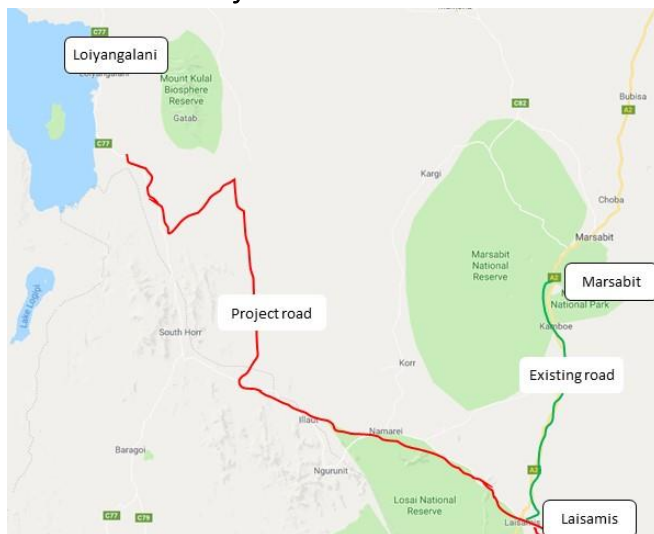 Loiyangalani
Loiyangalani
Mount Kulal
Biosphere
Reserve
Gatab
C77
C82
A2
Bubisa
Kargi
Choba
Marsabit
Marsabit
National
Reserve
A2
Marsabit
National Park
Kamboe
Lake Logipi
Project road
South Horr
Korr
Existing road
Illaut
Namarei
Baragoi
Ngurunit
A2
Losai National
Reserve
C77
C79
Laisamis
Laisamis